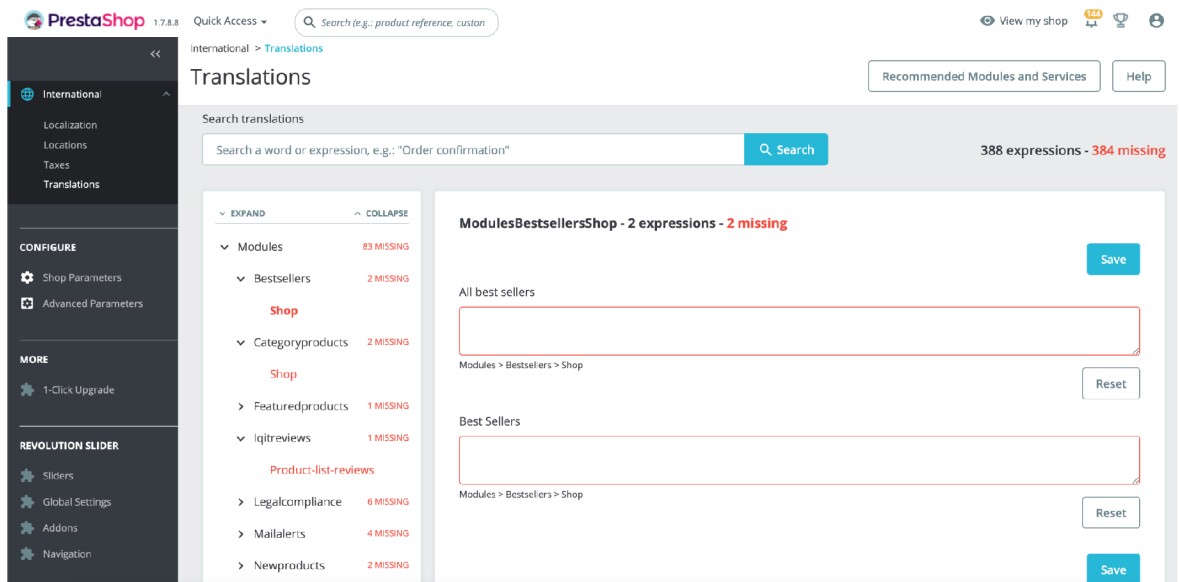 PrestaShop 1.7.8.8 Quick Access Search (e.g.: product reference, custon View my shop 144
International > Translations
Translations
Recommended Modules and Services Help
International
Localization
Locations
Taxes
Translations
CONFIGURE
Shop Parameters
Advanced Parameters
MORE
1-Click Upgrade
REVOLUTION SLIDER
Sliders
Global Settings
Addons
Navigation
Search translations
Search a word or expression, e.g.: "Order confirmation" Search
388 expressions - 384 missing
EXPAND COLLAPSE
Modules 83 MISSING
Bestsellers 2 MISSING
Shop
Categoryproducts 2 MISSING
Shop
Featuredproducts 1 MISSING
Iqitreviews 1 MISSING
Product-list-reviews
Legalcompliance 6 MISSING
Mailalerts 4 MISSING
Newproducts 2 MISSING
ModulesBestsellersShop - 2 expressions - 2 missing
Save
All best sellers
Modules > Bestsellers > Shop
Reset
Best Sellers
Modules > Bestsellers > Shop
Reset
Save